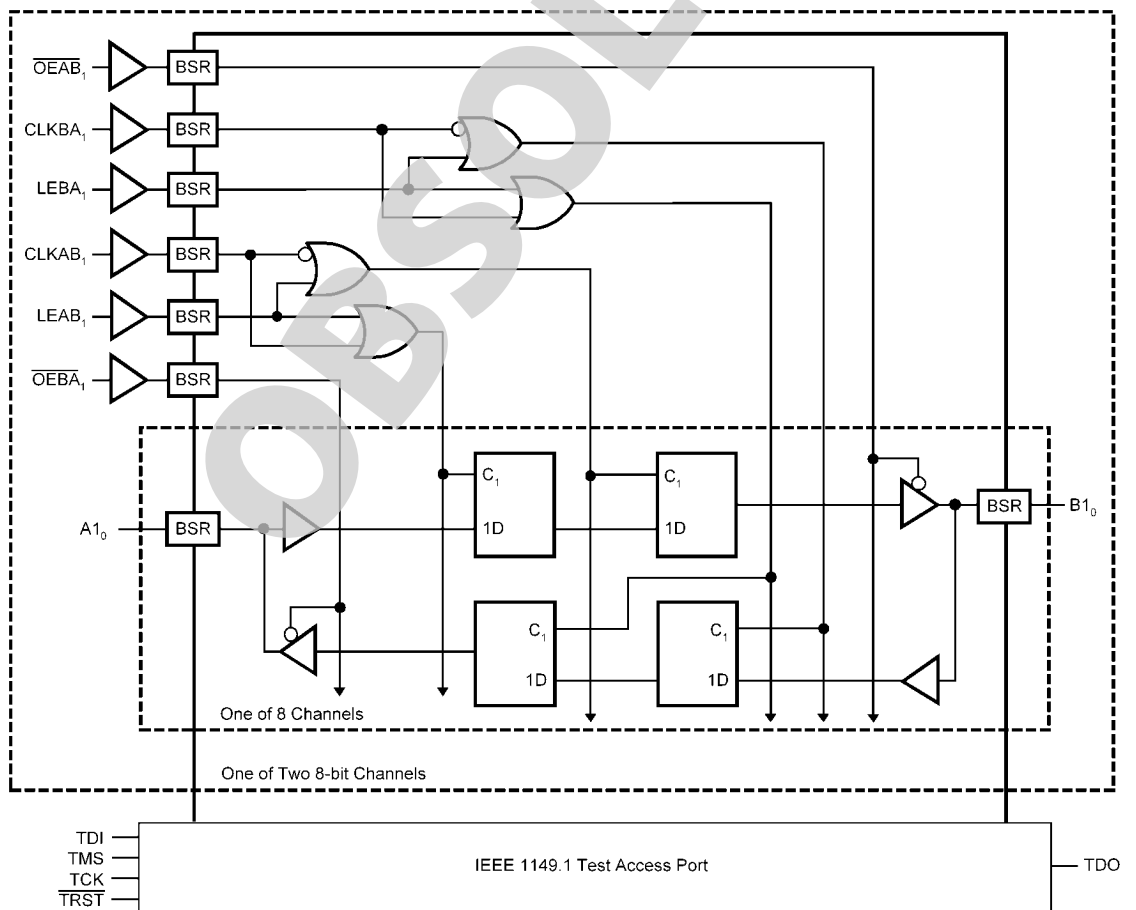 OEAB₁ BSR
CLKBA₁ BSR
LEBA₁ BSR
CLKAB₁ BSR
LEAB₁ BSR
OEBA₁ BSR
C₁ C₁
A1₀ BSR 1D 1D BSR B1₀
C₁ C₁
1D 1D
One of 8 Channels
One of Two 8-bit Channels
TDI
TMS
TCK
TRST
IEEE 1149.1 Test Access Port
TDO
OBSOL